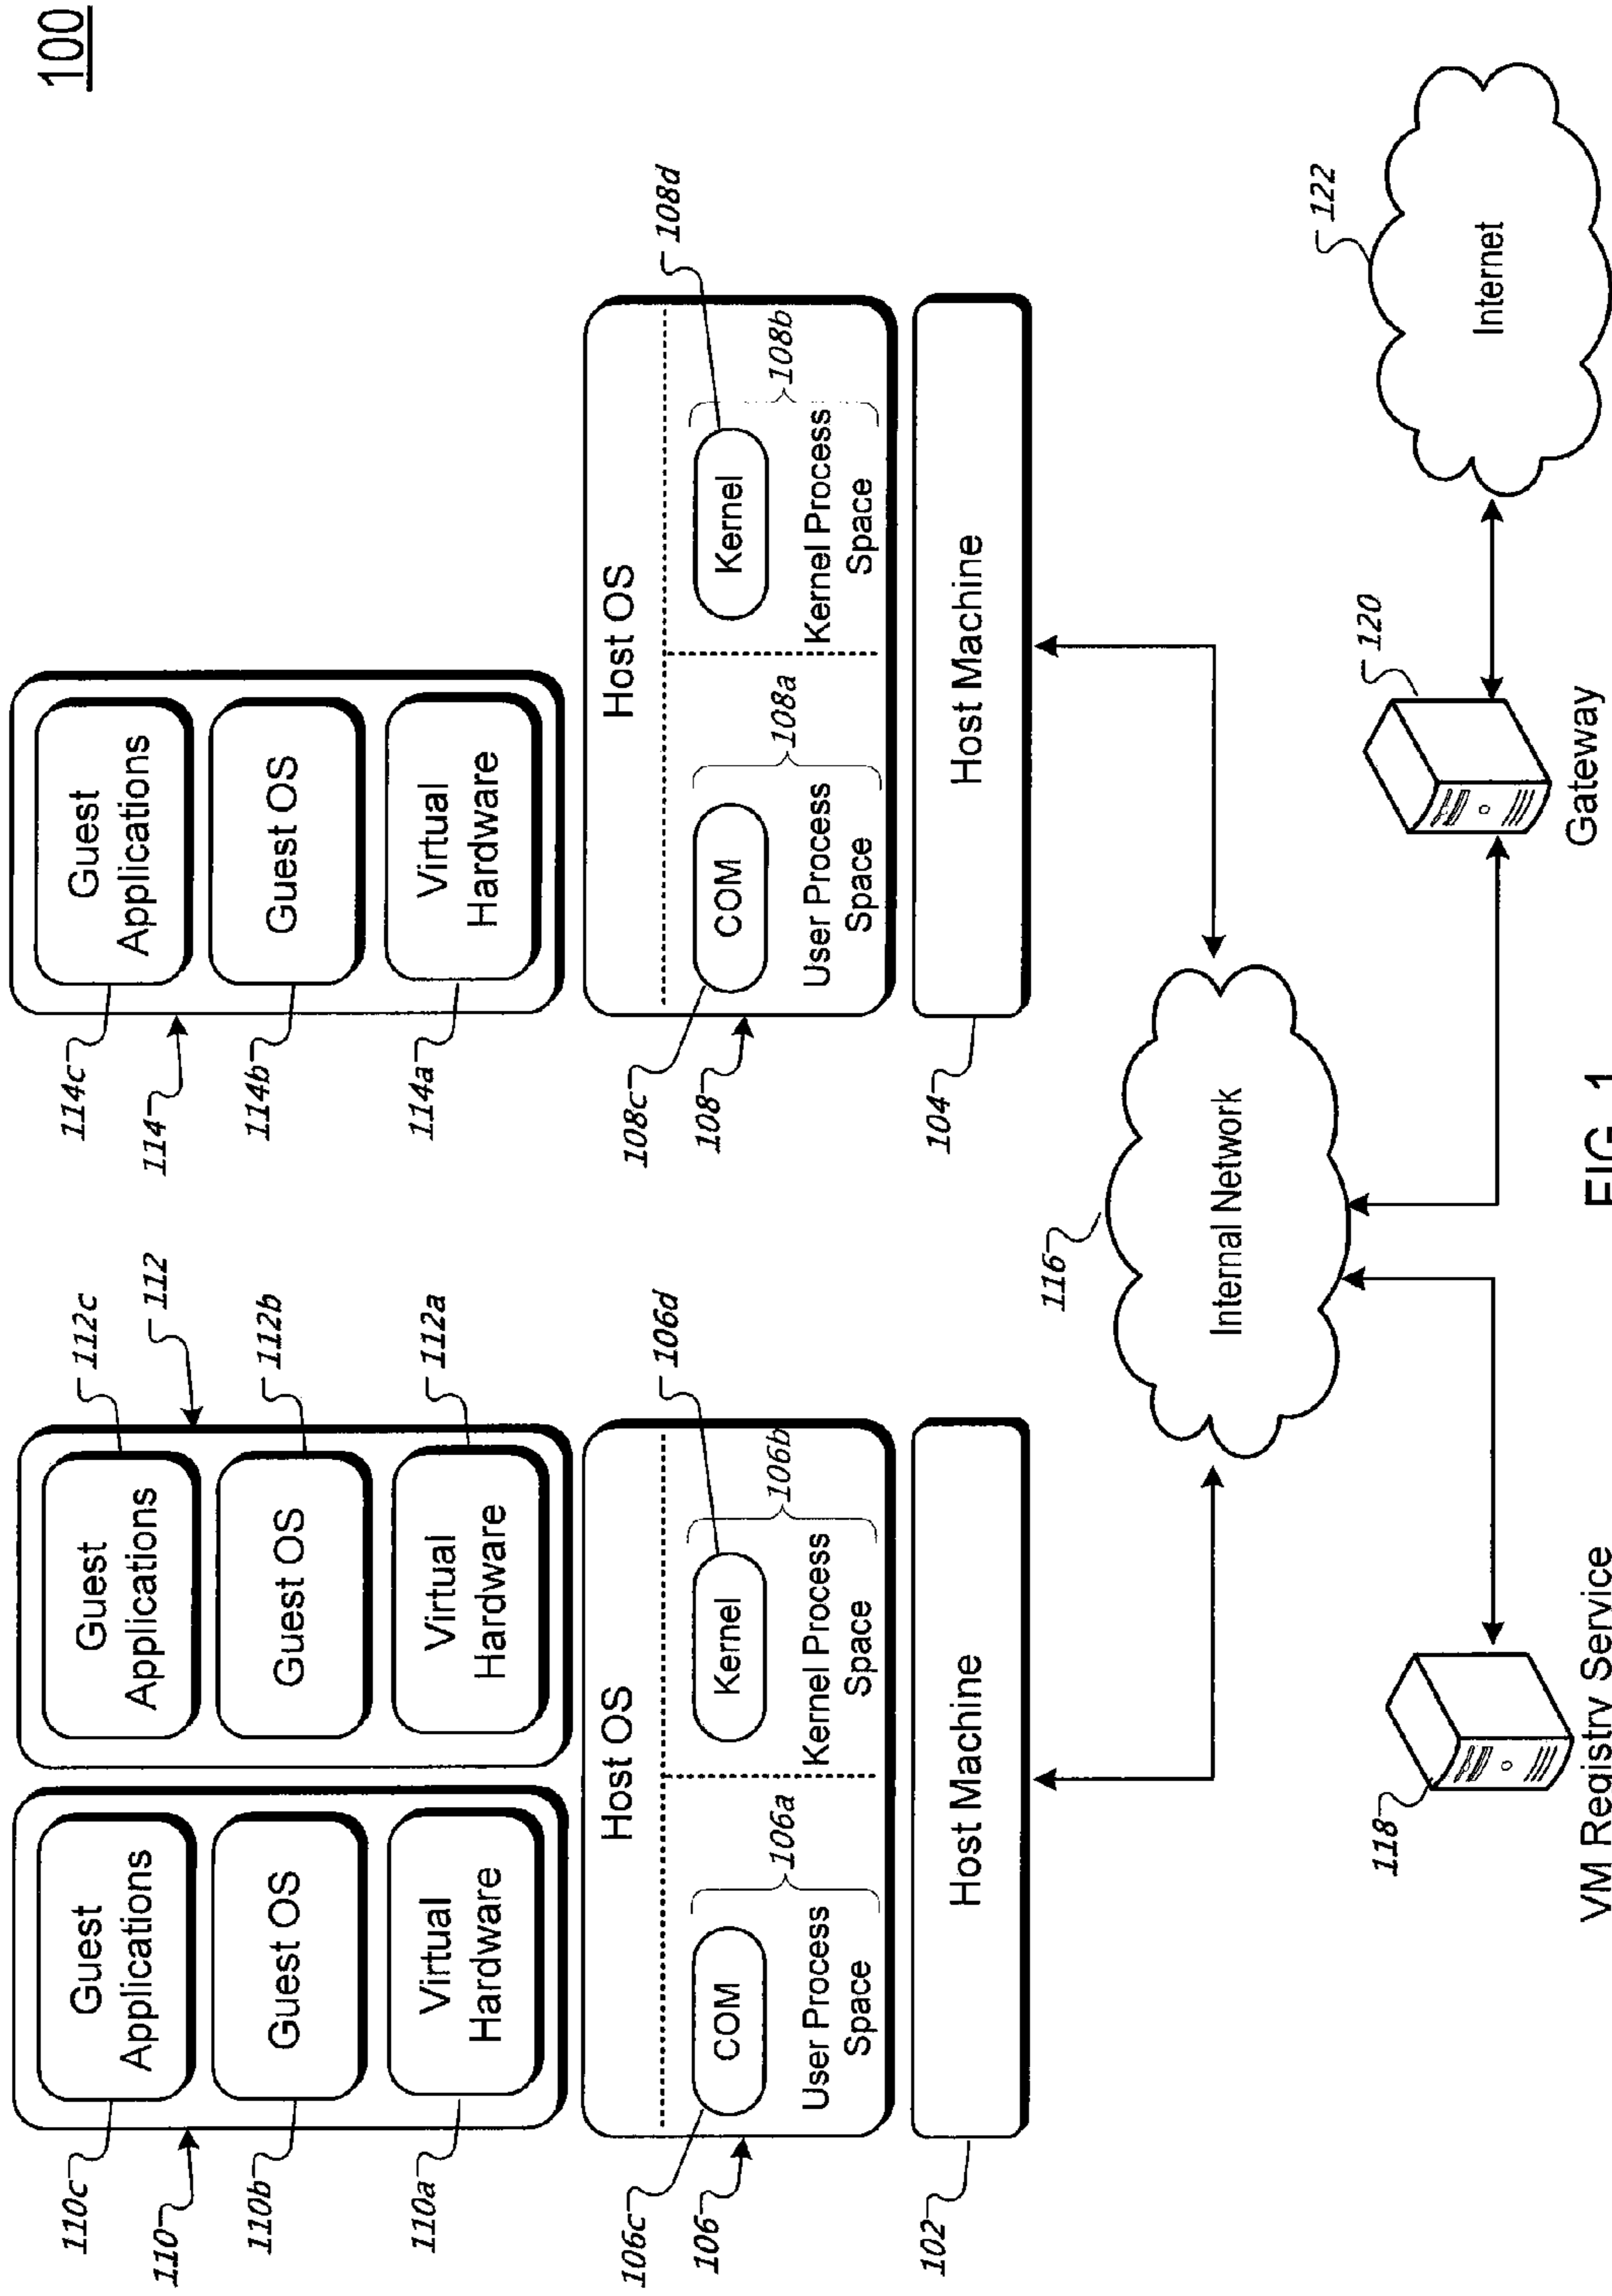 100
110c
Guest
Applications
110
110b
Guest OS
110a
Virtual
Hardware
112c
Guest
Applications
112
112b
Guest OS
112a
Virtual
Hardware
114c
Guest
Applications
114
114b
Guest OS
114a
Virtual
Hardware
Host OS
106c
COM
106
User Process
Space
106a
106d
Kernel
Kernel Process
Space
106b
Host OS
108c
COM
108
User Process
Space
108a
108d
Kernel
Kernel Process
Space
108b
102
Host Machine
104
Host Machine
116
Internal Network
118
VM Registry Service
120
Gateway
122
Internet
FIG. 1